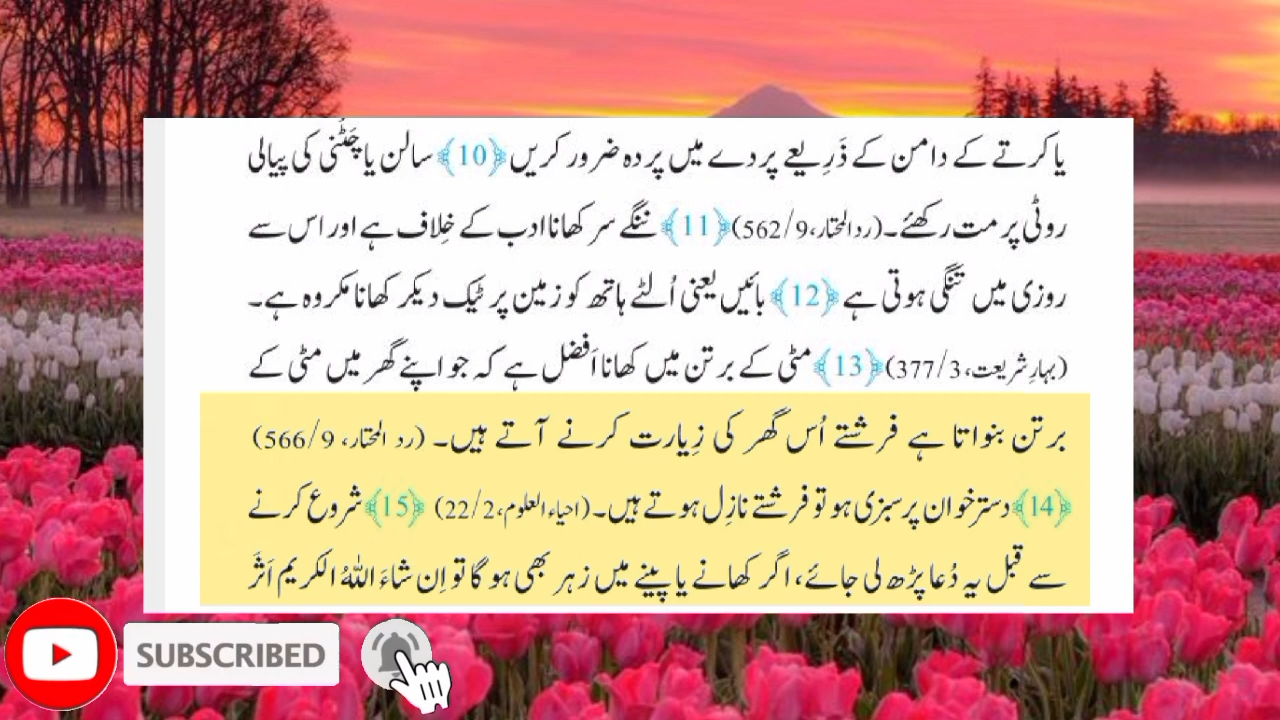 یا کرتے کے دامن کے ذَرِیعے پردے میں پردہ ضرور کریں ﴿10﴾ سالن یا چَٹْنی کی پیالی
روٹی پر مت رکھئے۔ (ردالمحتار، 562/9) ﴿11﴾ ننگے سر کھانا ادب کے خِلاف ہے اور اس سے
روزی میں تنگی ہوتی ہے ﴿12﴾ بائیں یعنی اُلٹے ہاتھ کو زمین پر ٹیک دیکر کھانا مکروہ ہے۔
(بہارِ شریعت، 377/3) ﴿13﴾ مٹی کے برتن میں کھانا اَفضل ہے کہ جو اپنے گھر میں مٹی کے
برتن بنواتا ہے فرشتے اُس گھر کی زِیارت کرنے آتے ہیں۔ (رد المحتار، 566/9)
﴿14﴾ دسترخوان پر سبزی ہو تو فرشتے نازِل ہوتے ہیں۔ (احیاء العلوم، 22/2) ﴿15﴾ شروع کرنے
سے قبل یہ دُعا پڑھ لی جائے، اگر کھانے یا پینے میں زہر بھی ہو گا تو اِن شاءَ اللہُ الکریم اَثَر
SUBSCRIBED